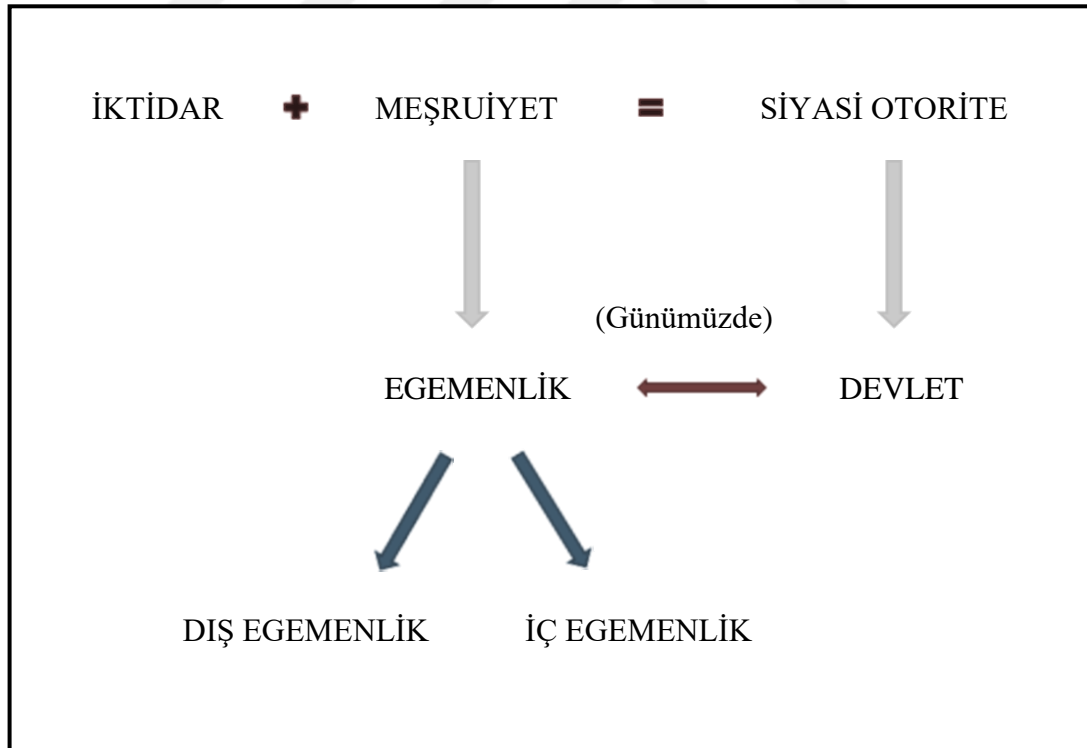 İKTİDAR + MEŞRUİYET = SİYASİ OTORİTE
(Günümüzde)
EGEMENLİK DEVLET
DIŞ EGEMENLİK İÇ EGEMENLİK